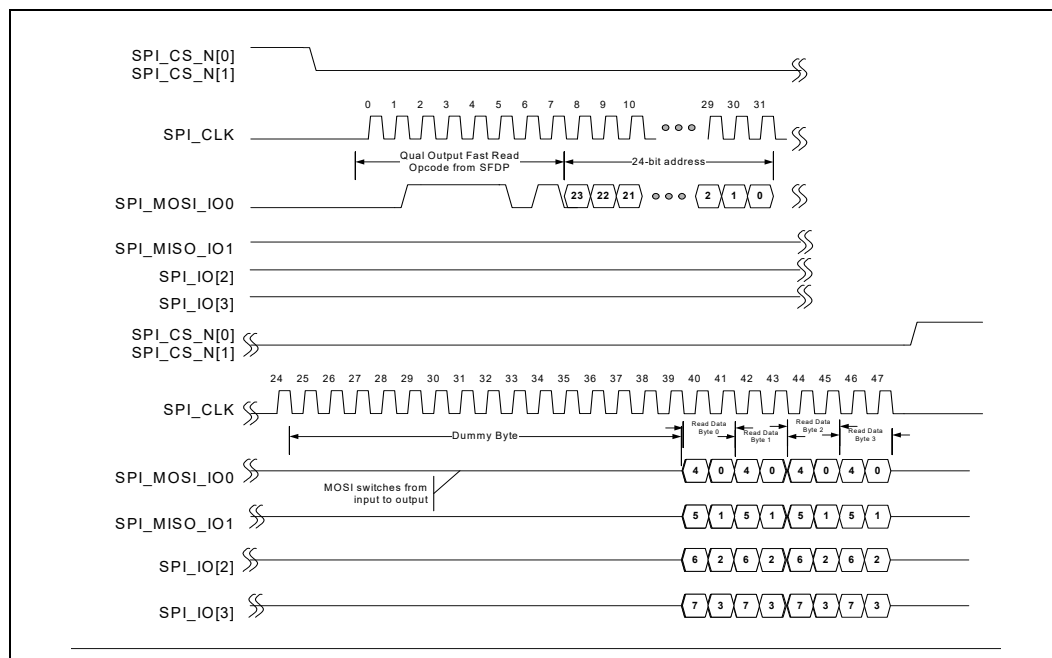 SPI_CS_N[0]
SPI_CS_N[1]
0 1 2 3 4 5 6 7 8 9 10 29 30 31
SPI_CLK
Qual Output Fast Read
Opcode from SFDP
24-bit address
SPI_MOSI_IO0
23 22 21 2 1 0
SPI_MISO_IO1
SPI_IO[2]
SPI_IO[3]
SPI_CS_N[0]
SPI_CS_N[1]
24 25 26 27 28 29 30 31 32 33 34 35 36 37 38 39 40 41 42 43 44 45 46 47
SPI_CLK
Dummy Byte
Read Data
Byte 0
Read Data
Byte 1
Read Data
Byte 2
Read Data
Byte 3
SPI_MOSI_IO0
4 0 4 0 4 0 4 0
MOSI switches from
input to output
SPI_MISO_IO1
5 1 5 1 5 1 5 1
SPI_IO[2]
6 2 6 2 6 2 6 2
SPI_IO[3]
7 3 7 3 7 3 7 3